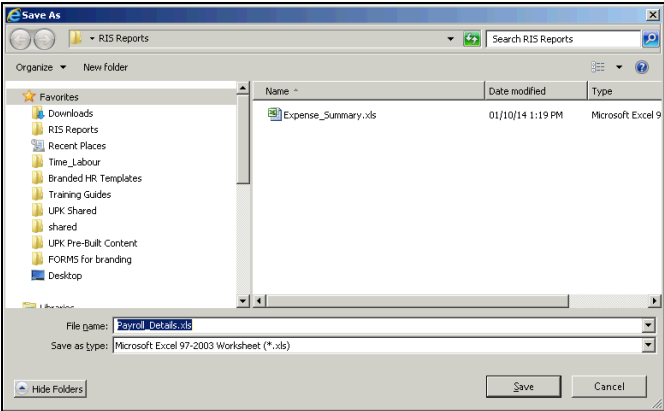 Save As
RIS Reports
Search RIS Reports
Organize New folder
Name Date modified Type
Favorites
Downloads
RIS Reports
Recent Places
Time_Labour
Branded HR Templates
Training Guides
UPK Shared
shared
UPK Pre-Built Content
FORMS for branding
Desktop
Expense_Summary.xls 01/10/14 1:19 PM Microsoft Excel 9
File name: Payroll_Details.xls
Save as type: Microsoft Excel 97-2003 Worksheet (*.xls)
Hide Folders Save Cancel